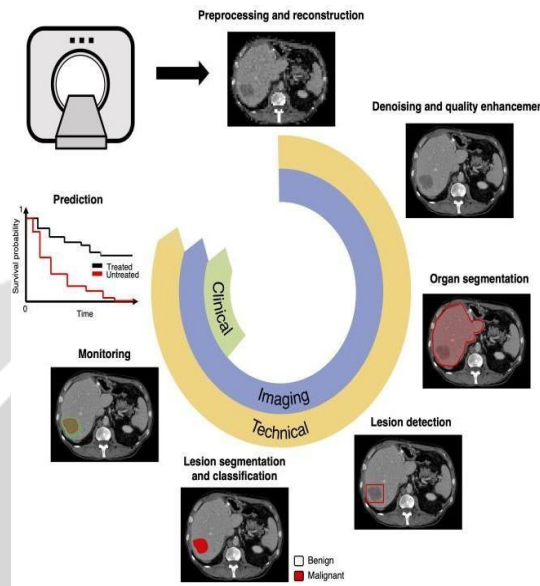 Preprocessing and reconstruction
Denoising and quality enhancemen
Organ segmentation
Lesion detection
Lesion segmentation
and classification
Benign
Malignant
Monitoring
Prediction
Survival probability
1
0
Treated
Untreated
Time
Clinical
Imaging
Technical